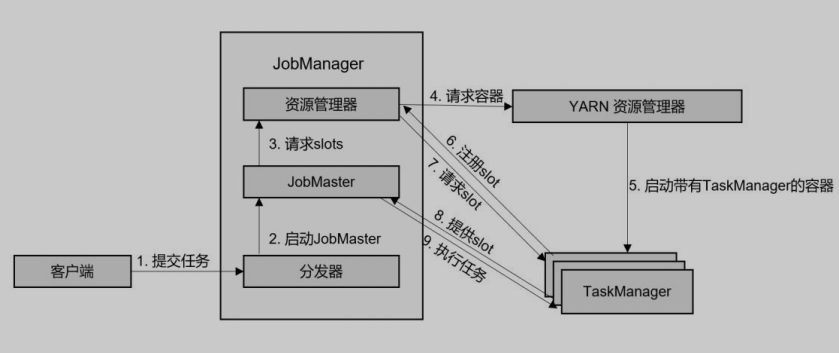 JobManager
资源管理器
4. 请求容器
YARN 资源管理器
3. 请求slots
6. 注册slot
7. 请求slot
JobMaster
5. 启动带有TaskManager的容器
8. 提供slot
9. 执行任务
2. 启动JobMaster
1. 提交任务
客户端
分发器
TaskManager